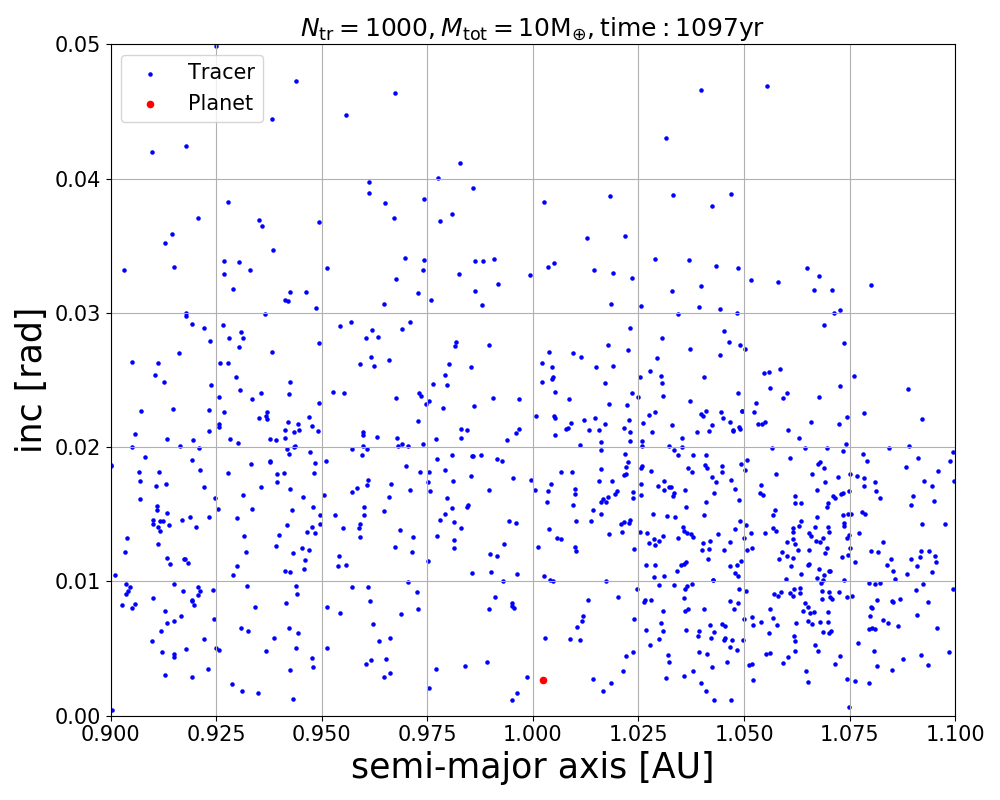 N_tr = 1000, M_tot = 10M_⊕, time : 1097yr
Tracer
Planet
0.05
0.04
0.03
0.02
0.01
0.00
inc [rad]
0.900 0.925 0.950 0.975 1.000 1.025 1.050 1.075 1.100
semi-major axis [AU]